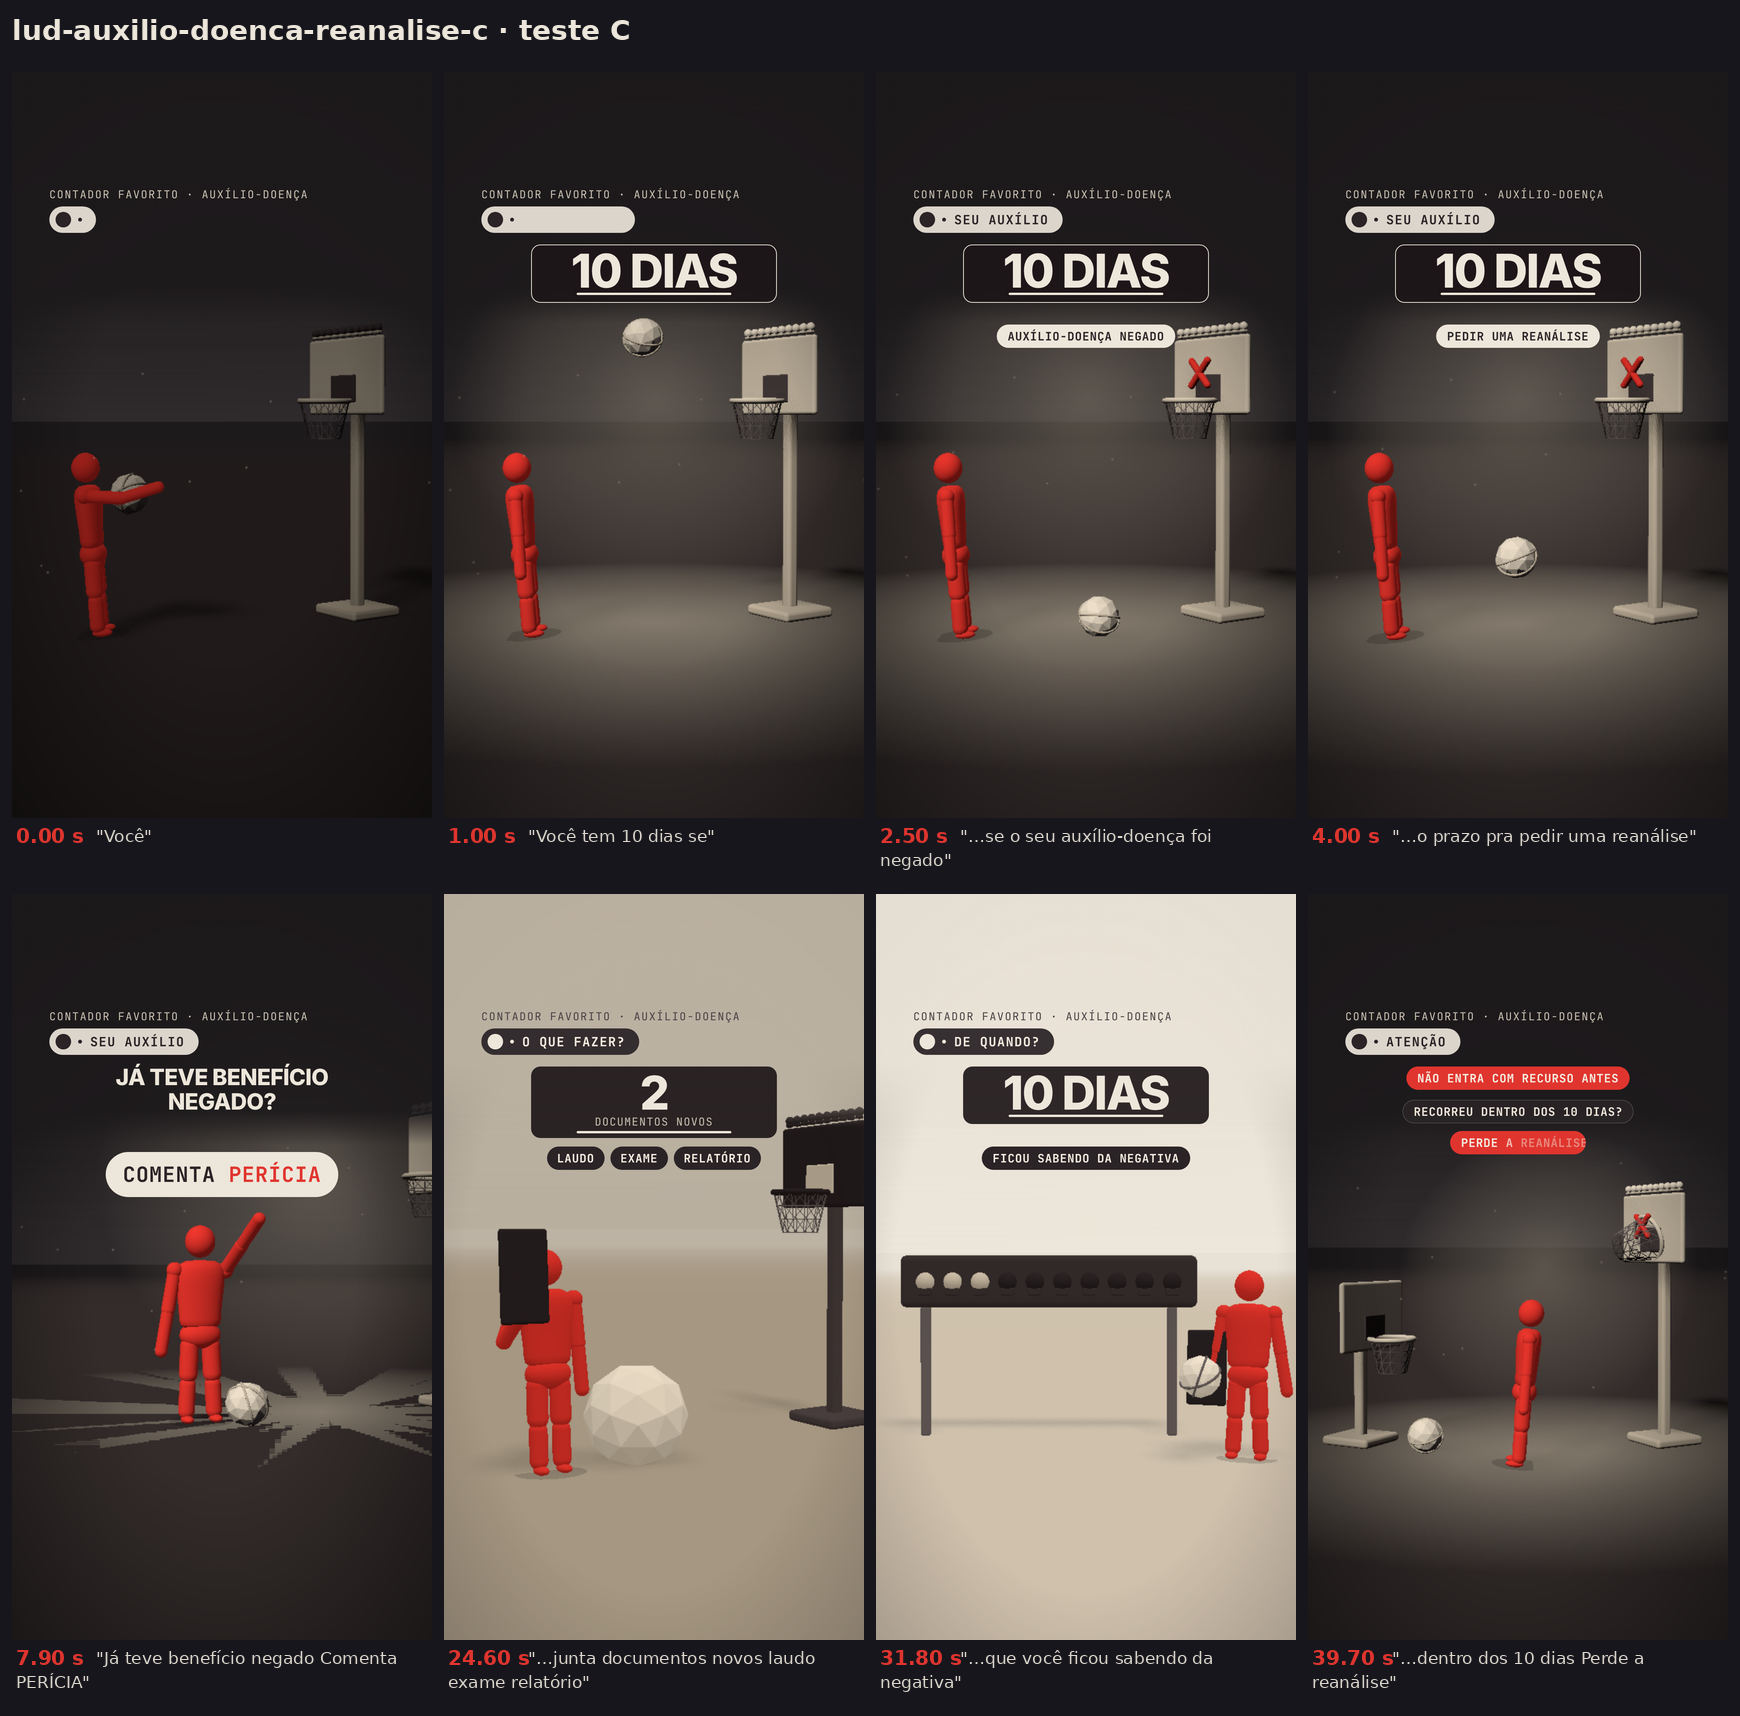 lud-auxilio-doenca-reanalise-c · teste C
CONTADOR FAVORITO · AUXÍLIO-DOENÇA
•
0.00 s "Você"
CONTADOR FAVORITO · AUXÍLIO-DOENÇA
•
10 DIAS
1.00 s "Você tem 10 dias se"
CONTADOR FAVORITO · AUXÍLIO-DOENÇA
• SEU AUXÍLIO
10 DIAS
AUXÍLIO-DOENÇA NEGADO
X
2.50 s "...se o seu auxílio-doença foi
negado"
CONTADOR FAVORITO · AUXÍLIO-DOENÇA
• SEU AUXÍLIO
10 DIAS
PEDIR UMA REANÁLISE
X
4.00 s "...o prazo pra pedir uma reanálise"
CONTADOR FAVORITO · AUXÍLIO-DOENÇA
• SEU AUXÍLIO
JÁ TEVE BENEFÍCIO
NEGADO?
COMENTA PERÍCIA
7.90 s "Já teve benefício negado Comenta
PERÍCIA"
CONTADOR FAVORITO · AUXÍLIO-DOENÇA
• O QUE FAZER?
2
DOCUMENTOS NOVOS
LAUDO EXAME RELATÓRIO
24.60 s "...junta documentos novos laudo
exame relatório"
CONTADOR FAVORITO · AUXÍLIO-DOENÇA
• DE QUANDO?
10 DIAS
FICOU SABENDO DA NEGATIVA
31.80 s "...que você ficou sabendo da
negativa"
CONTADOR FAVORITO · AUXÍLIO-DOENÇA
• ATENÇÃO
NÃO ENTRA COM RECURSO ANTES
RECORREU DENTRO DOS 10 DIAS?
PERDE A REANÁLISE
X
39.70 s "...dentro dos 10 dias Perde a
reanálise"